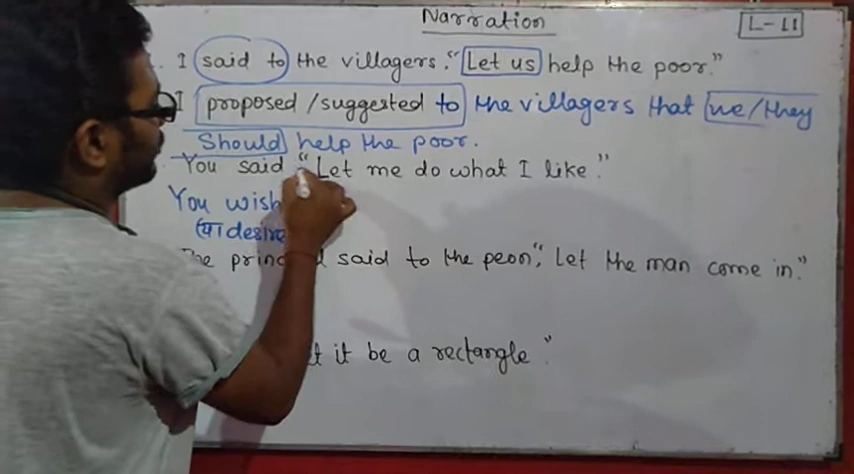 Narration
L-11
I said to the villagers. "Let us help the poor."
I proposed/suggested to the villagers that we/they
Should help the poor.
You said "Let me do what I like."
You wish
(या desire
said to the peon, "Let the man come in."
it be a rectangle"